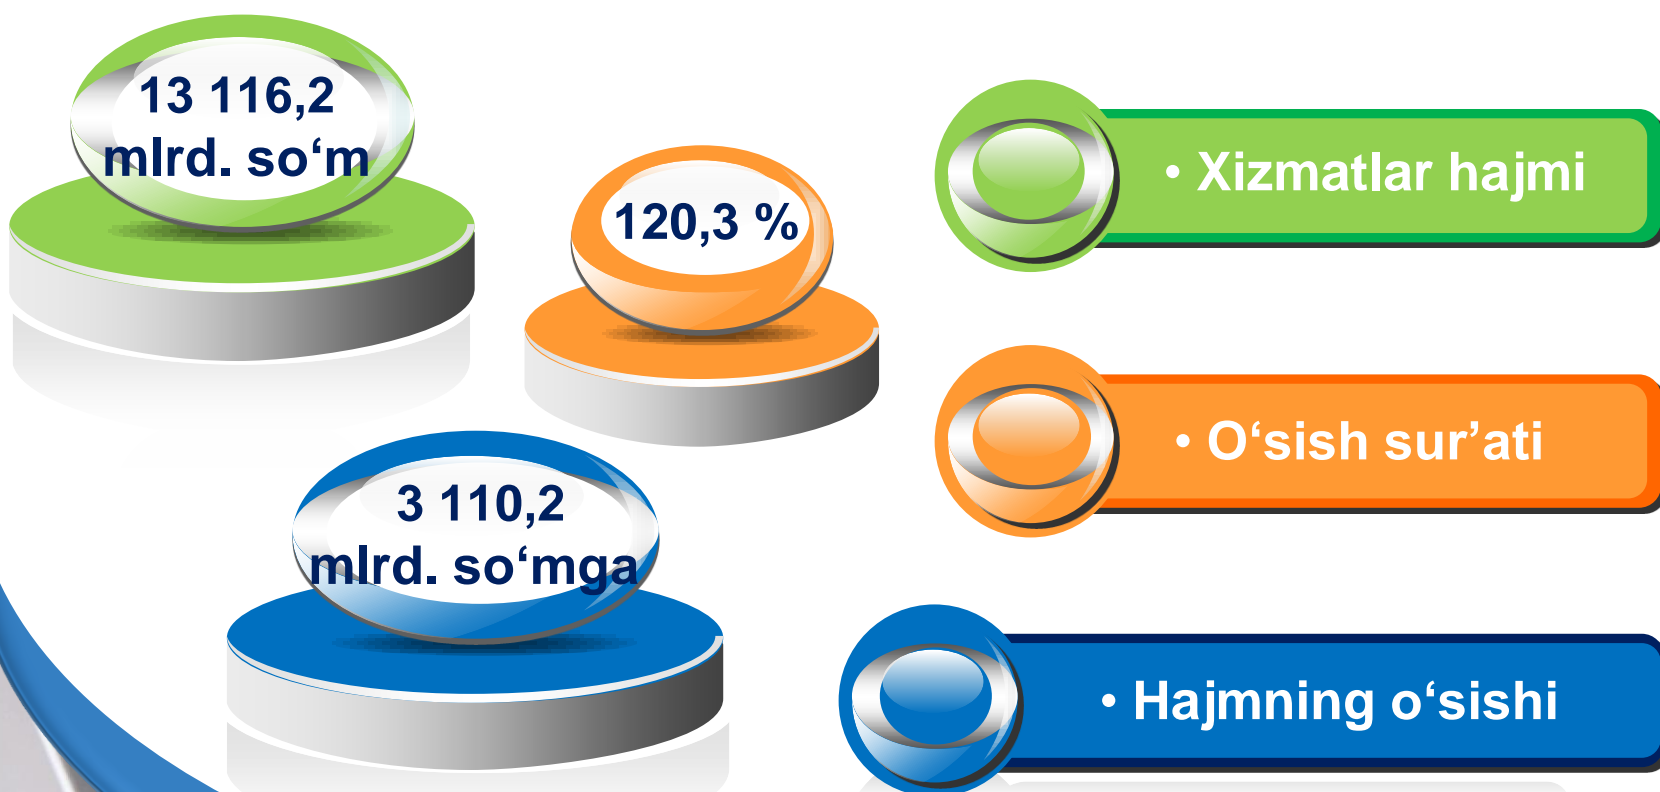 13 116,2
mlrd. so‘m
120,3 %
3 110,2
mlrd. so‘mga
• Xizmatlar hajmi
• O‘sish sur’ati
• Hajmning o‘sishi